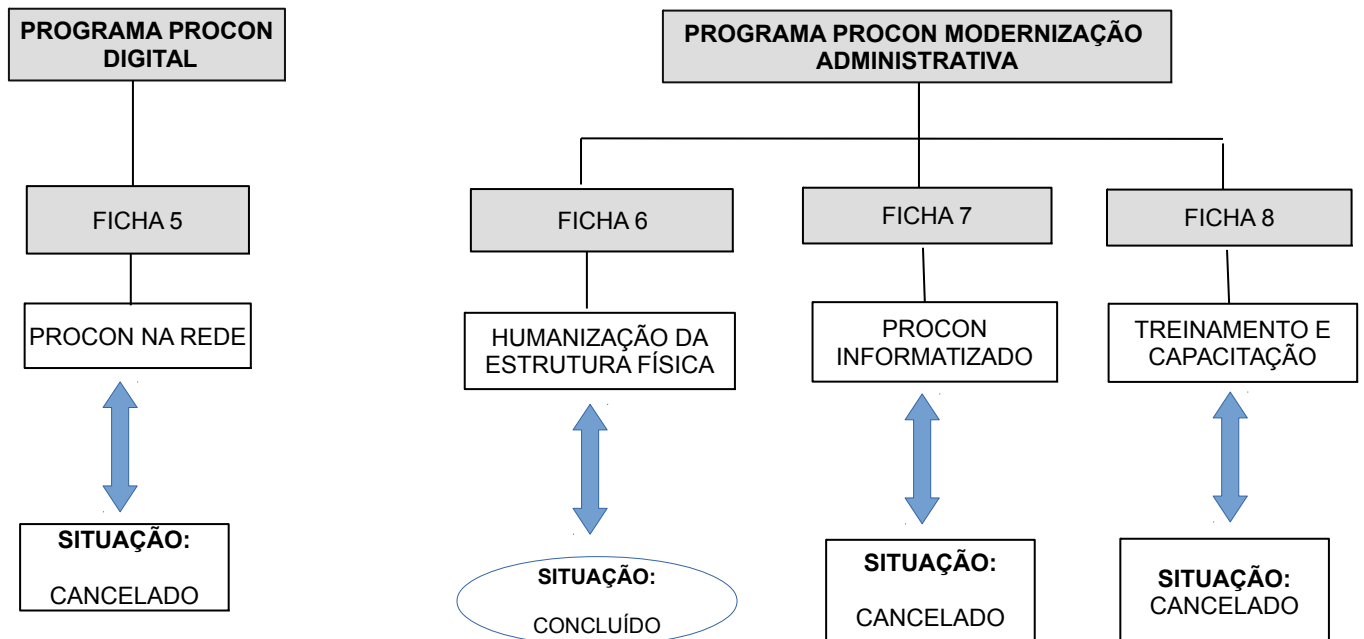 PROGRAMA PROCON
DIGITAL
PROGRAMA PROCON MODERNIZAÇÃO
ADMINISTRATIVA
FICHA 5
FICHA 6
FICHA 7
FICHA 8
PROCON NA REDE
HUMANIZAÇÃO DA
ESTRUTURA FÍSICA
PROCON
INFORMATIZADO
TREINAMENTO E
CAPACITAÇÃO
SITUAÇÃO:
CANCELADO
SITUAÇÃO:
CONCLUÍDO
SITUAÇÃO:
CANCELADO
SITUAÇÃO:
CANCELADO